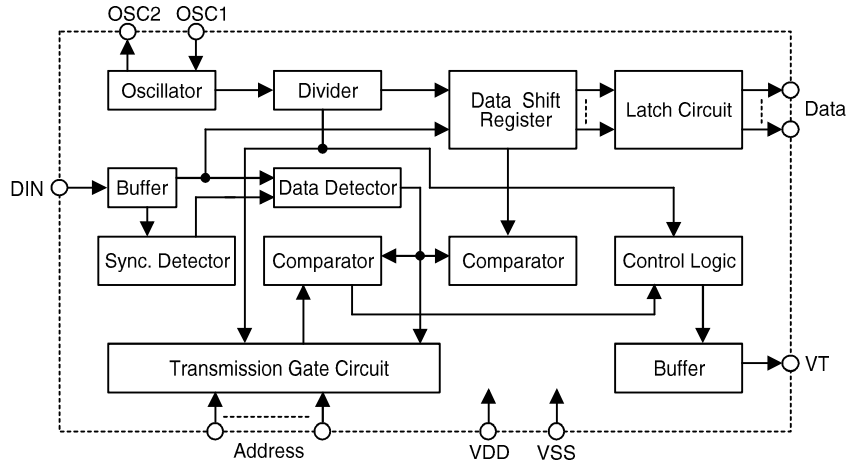 OSC2 OSC1
Oscillator
Divider
Data Shift
Register
Latch Circuit
Data
DIN
Buffer
Data Detector
Sync. Detector
Comparator
Comparator
Control Logic
Transmission Gate Circuit
Buffer
VT
Address
VDD
VSS